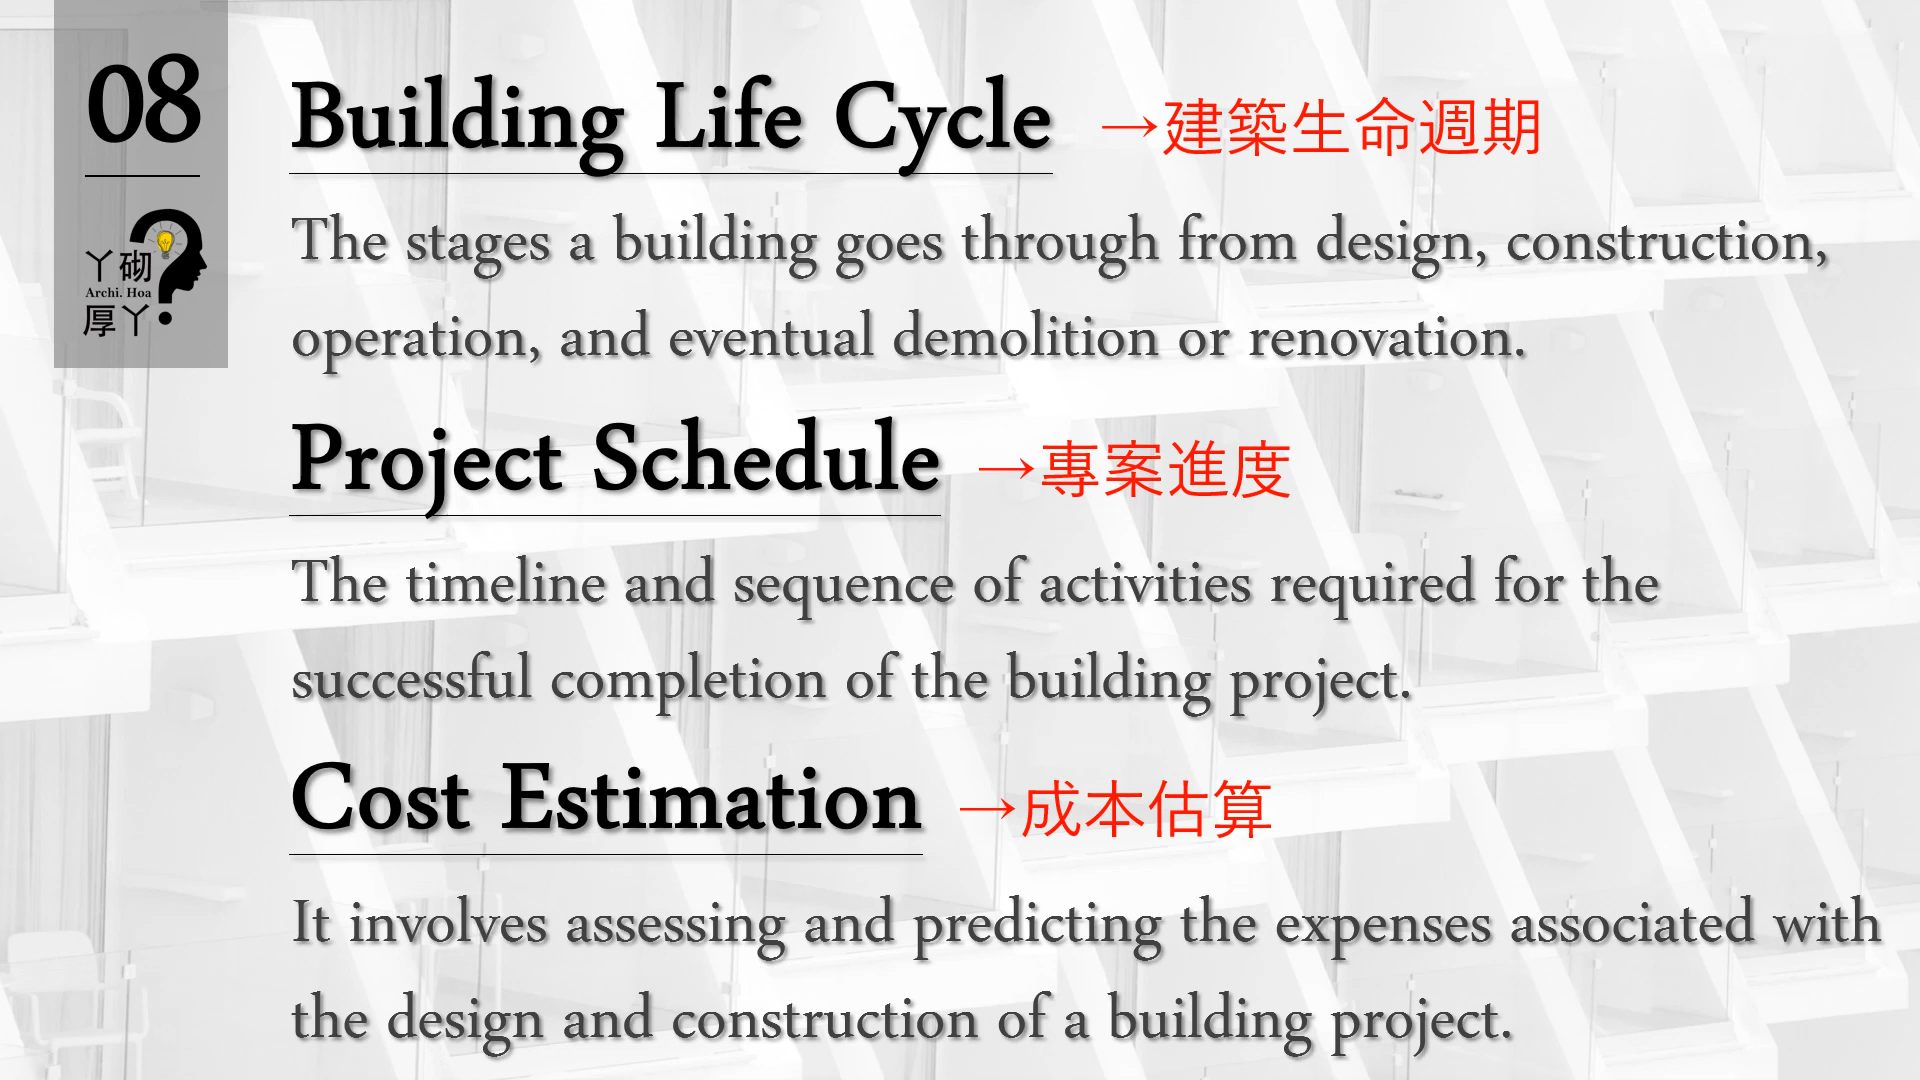 08
丫砌
Archi. Hoa
厚丫
Building Life Cycle →建築生命週期
The stages a building goes through from design, construction,
operation, and eventual demolition or renovation.
Project Schedule →專案進度
The timeline and sequence of activities required for the
successful completion of the building project.
Cost Estimation →成本估算
It involves assessing and predicting the expenses associated with
the design and construction of a building project.